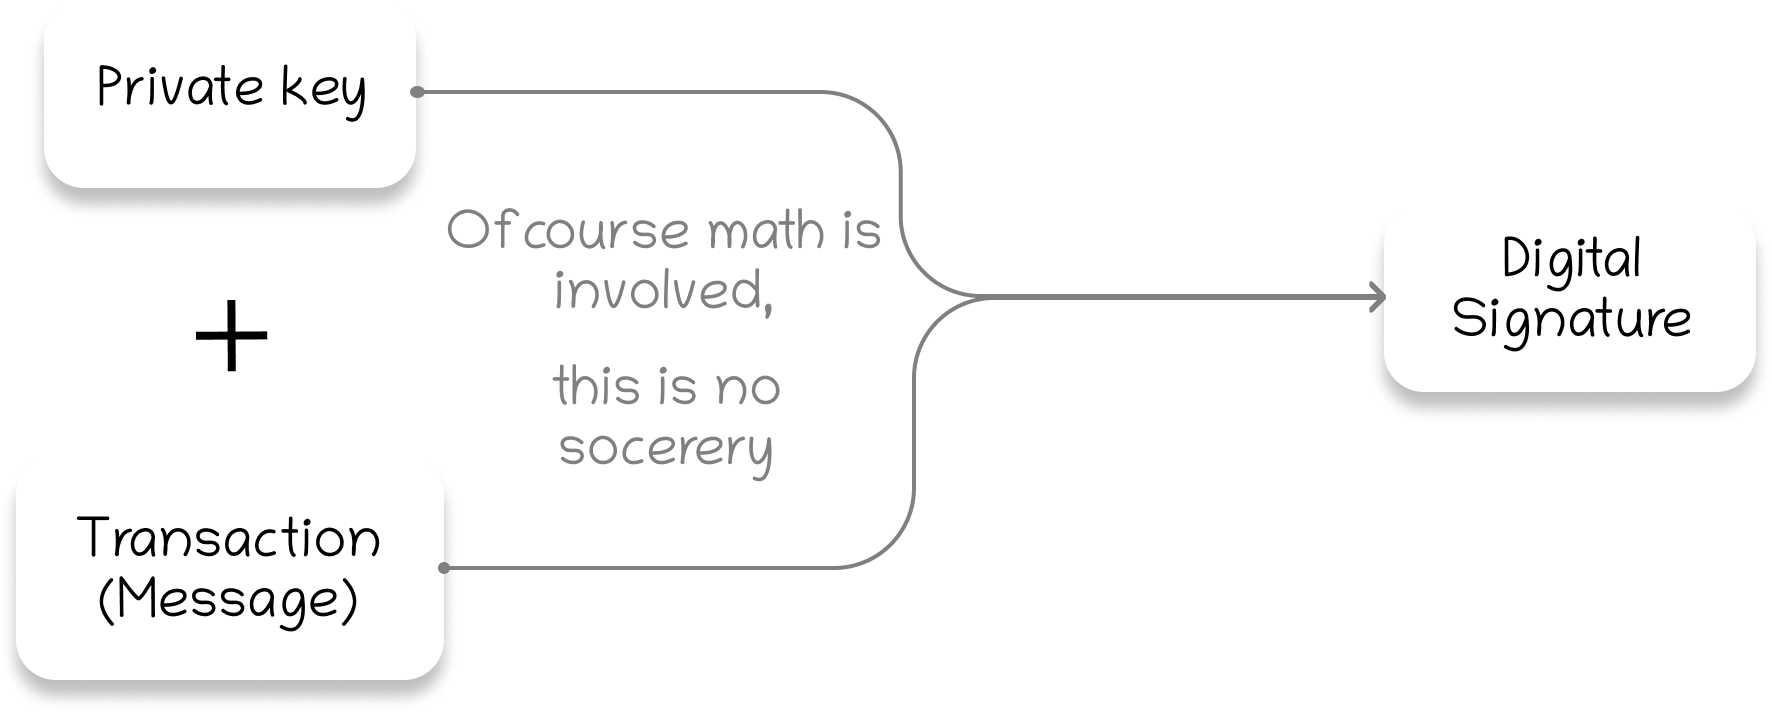 Private key
Of course math is
involved,
this is no
socerery
+
Transaction
(Message)
Digital
Signature